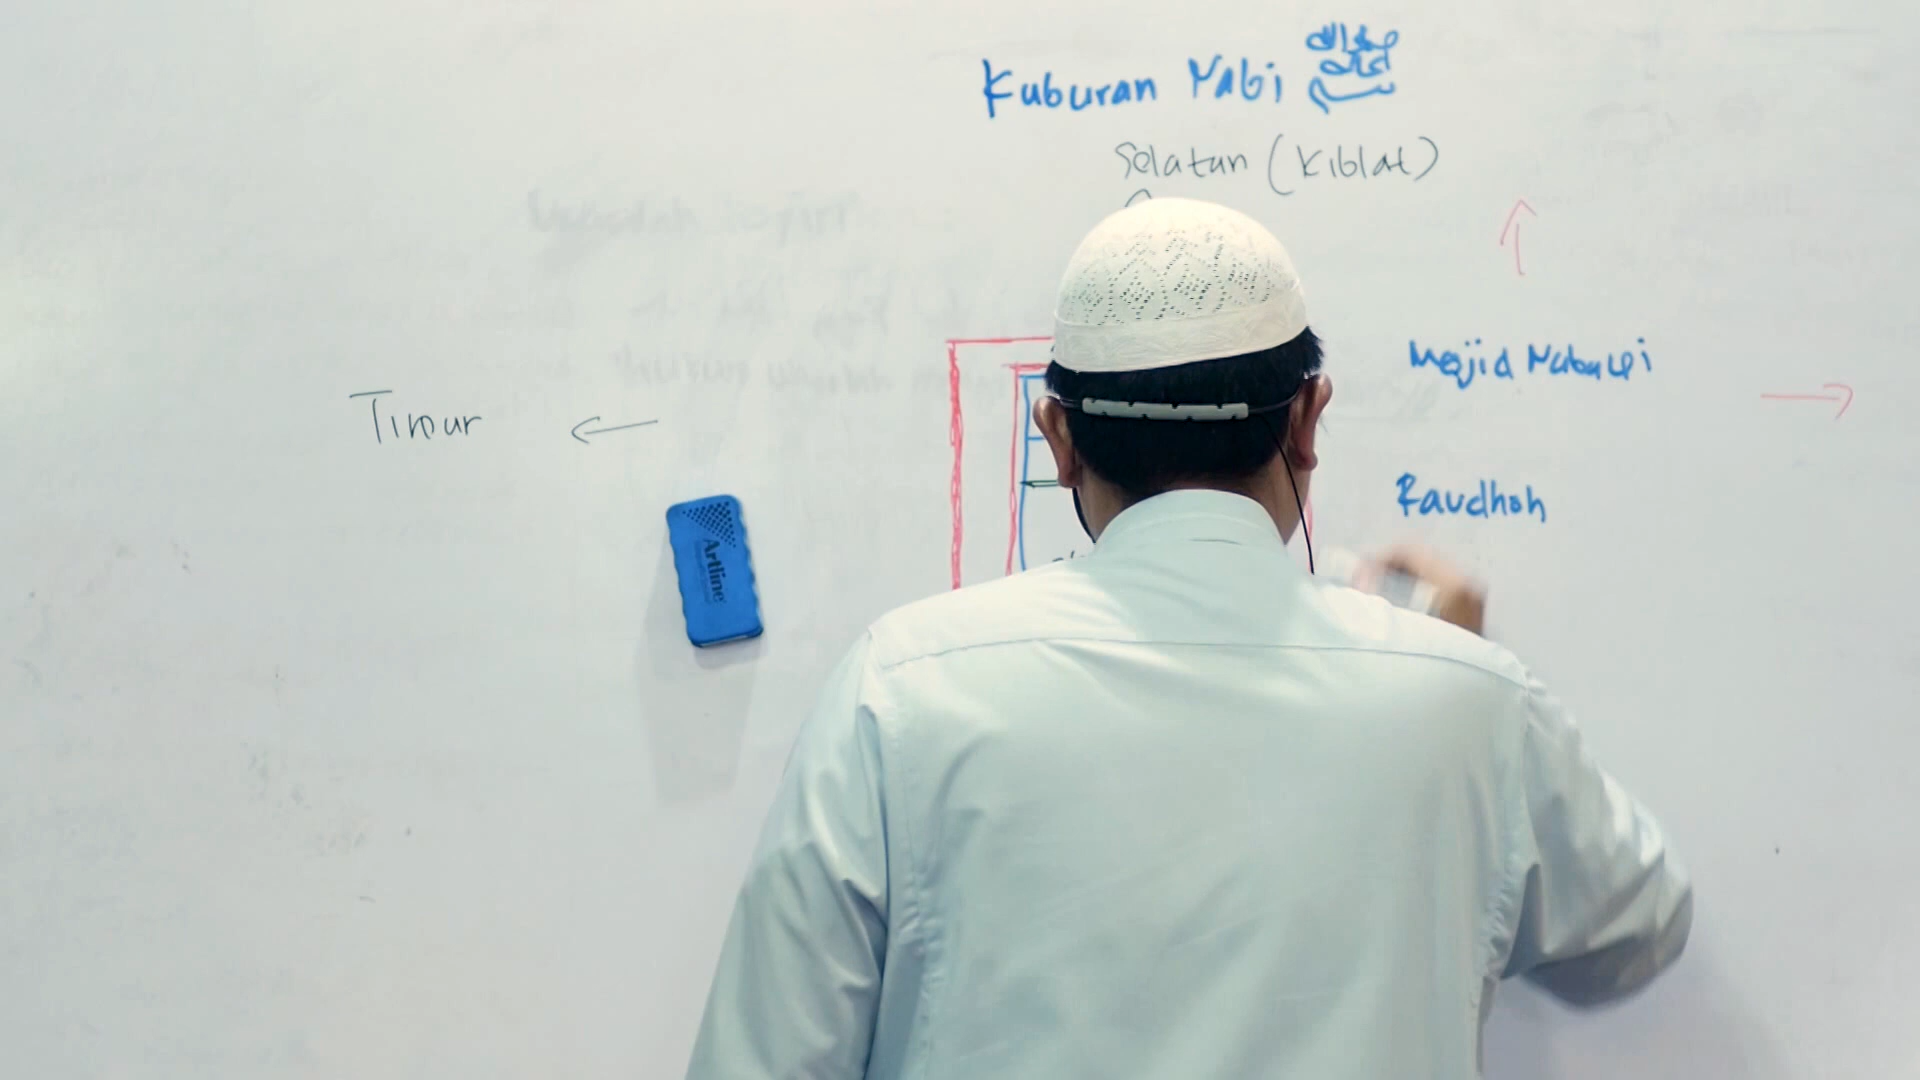 Kuburan Nabi صلى الله عليه وسلم
Selatan (Kiblat)
Mesjid Nabawi
Timur
Raudhoh
Artline